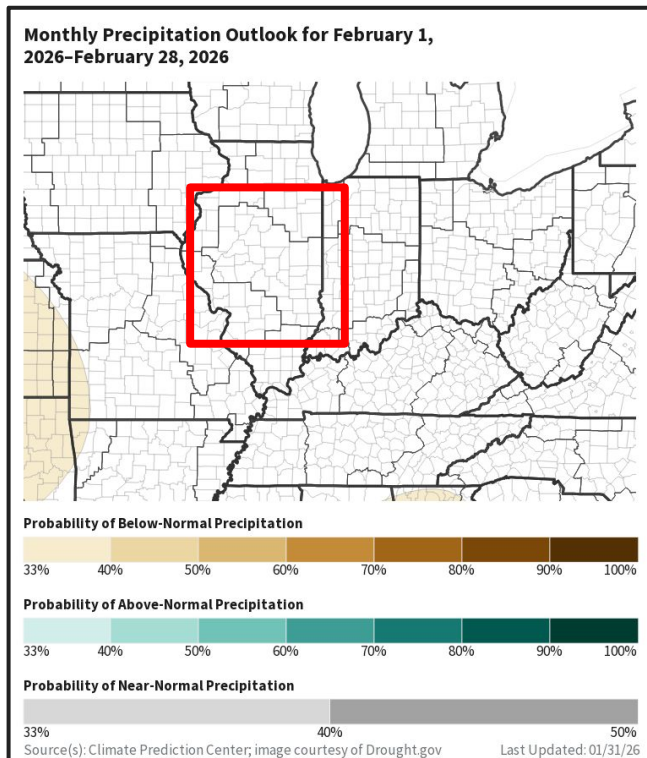 Monthly Precipitation Outlook for February 1,
2026–February 28, 2026
Probability of Below-Normal Precipitation
33% 40% 50% 60% 70% 80% 90% 100%
Probability of Above-Normal Precipitation
33% 40% 50% 60% 70% 80% 90% 100%
Probability of Near-Normal Precipitation
33% 40% 50%
Source(s): Climate Prediction Center; image courtesy of Drought.gov Last Updated: 01/31/26